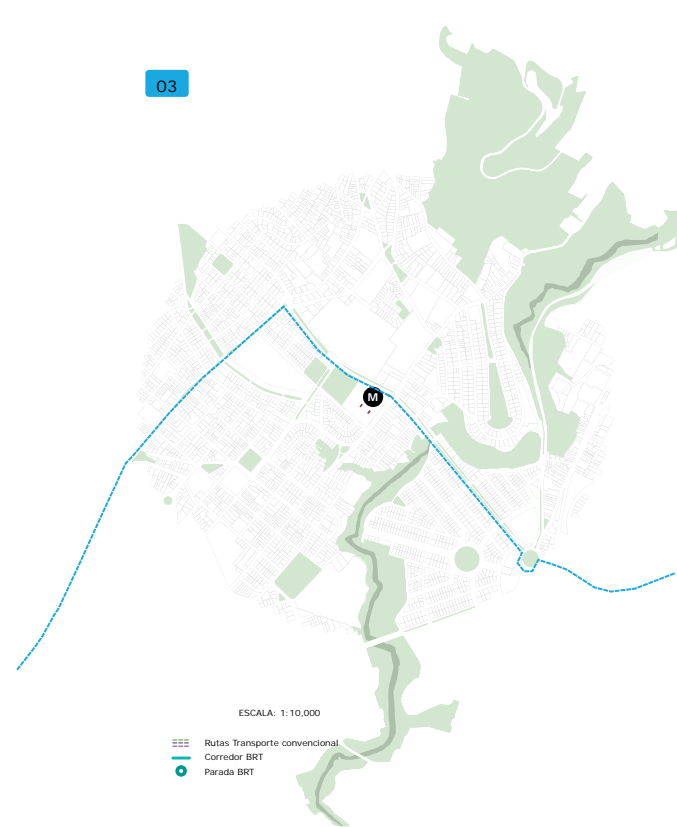 03
M
ESCALA: 1:10,000
Rutas Transporte convencional
Corredor BRT
Parada BRT